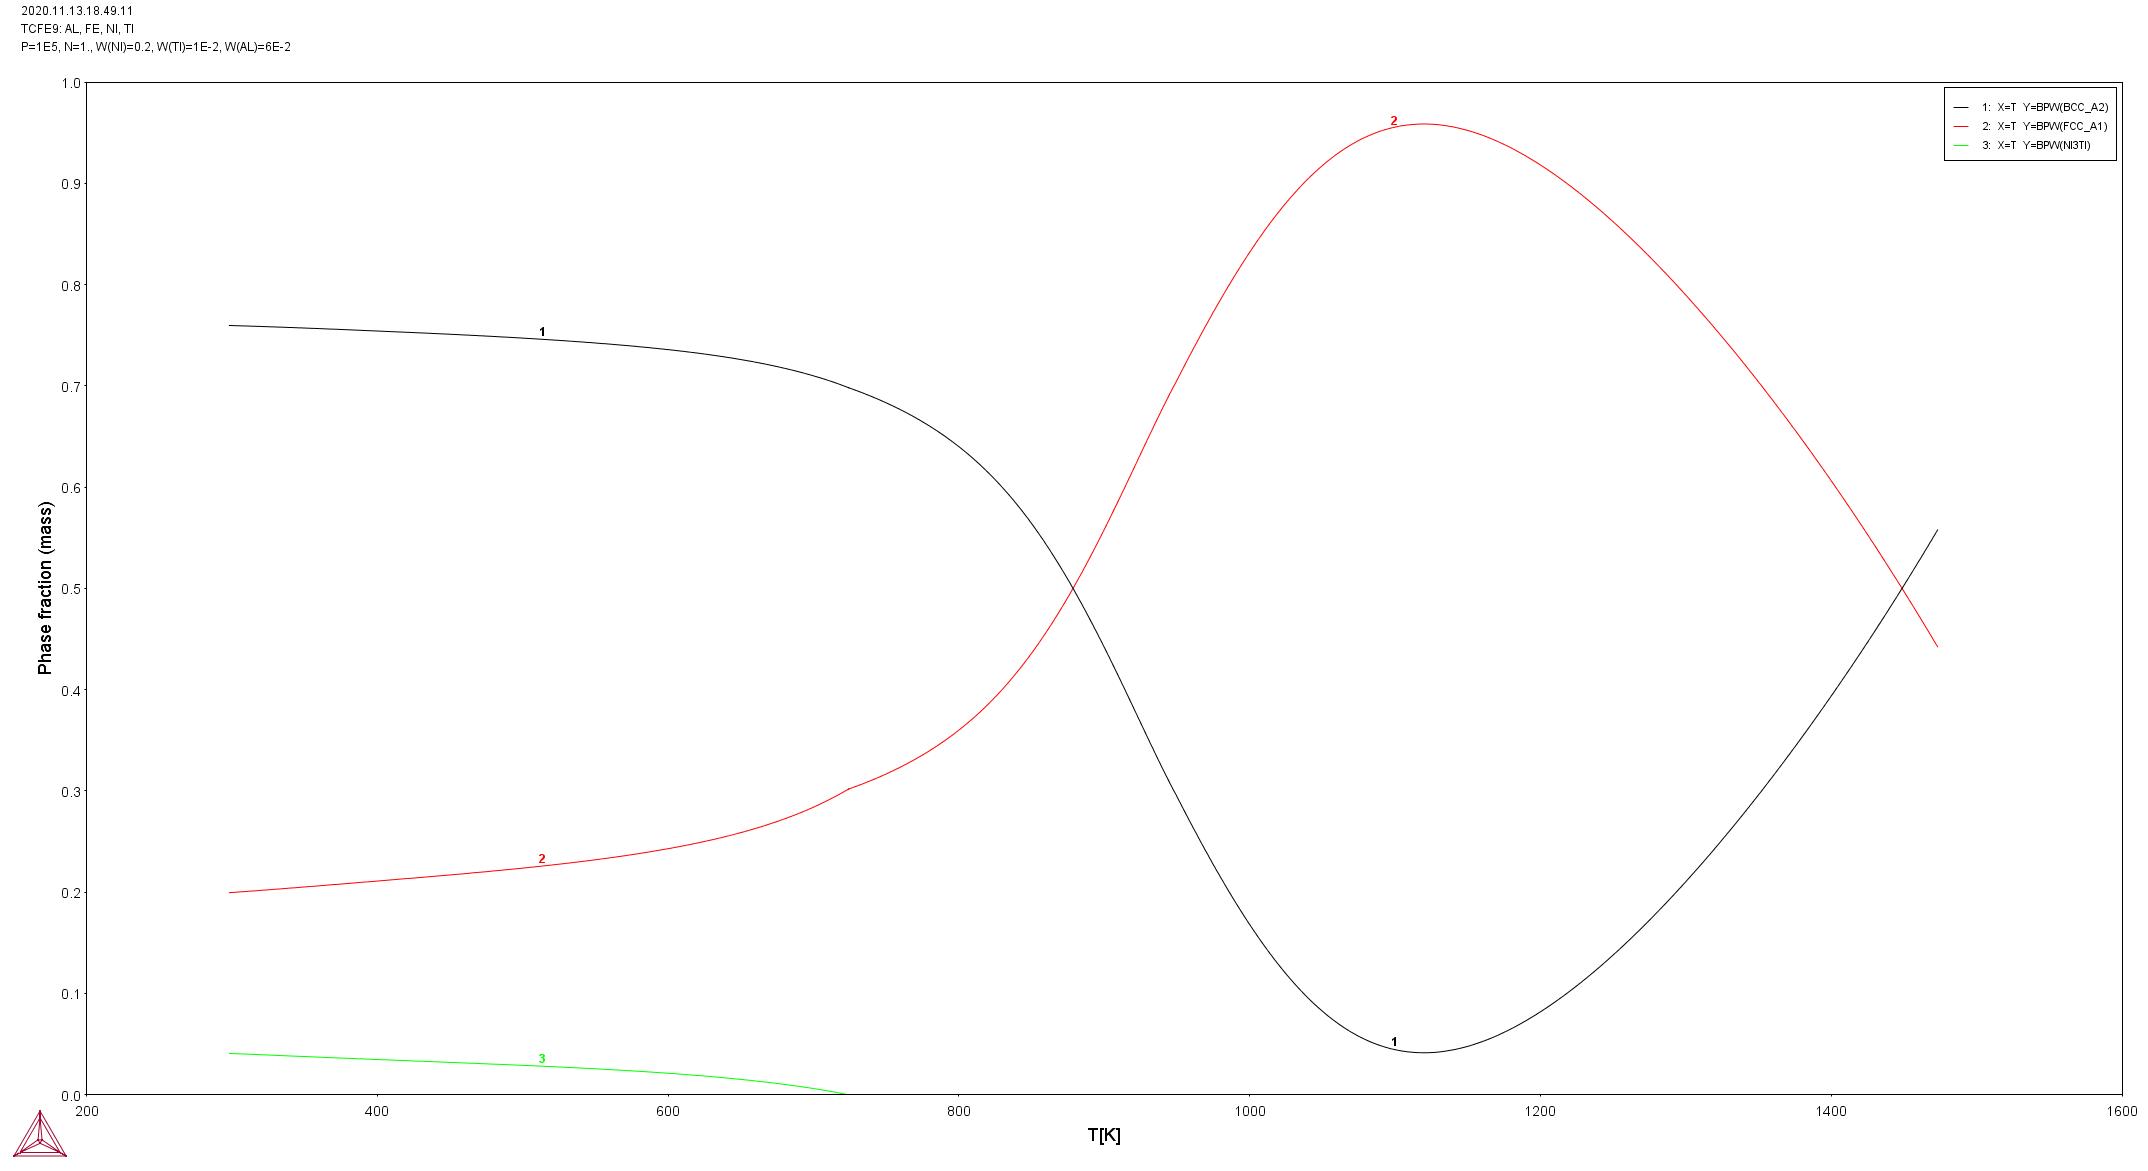 2020.11.13.18.49.11
TCFE9: AL, FE, NI, TI
P=1E5, N=1., W(NI)=0.2, W(TI)=1E-2, W(AL)=6E-2
1: X=T Y=BPW(BCC_A2)
2: X=T Y=BPW(FCC_A1)
3: X=T Y=BPW(NI3TI)
1.0
0.9
0.8
0.7
0.6
0.5
0.4
0.3
0.2
0.1
0.0
Phase fraction (mass)
2
1
2
3
1
200 400 600 800 1000 1200 1400 1600
T[K]